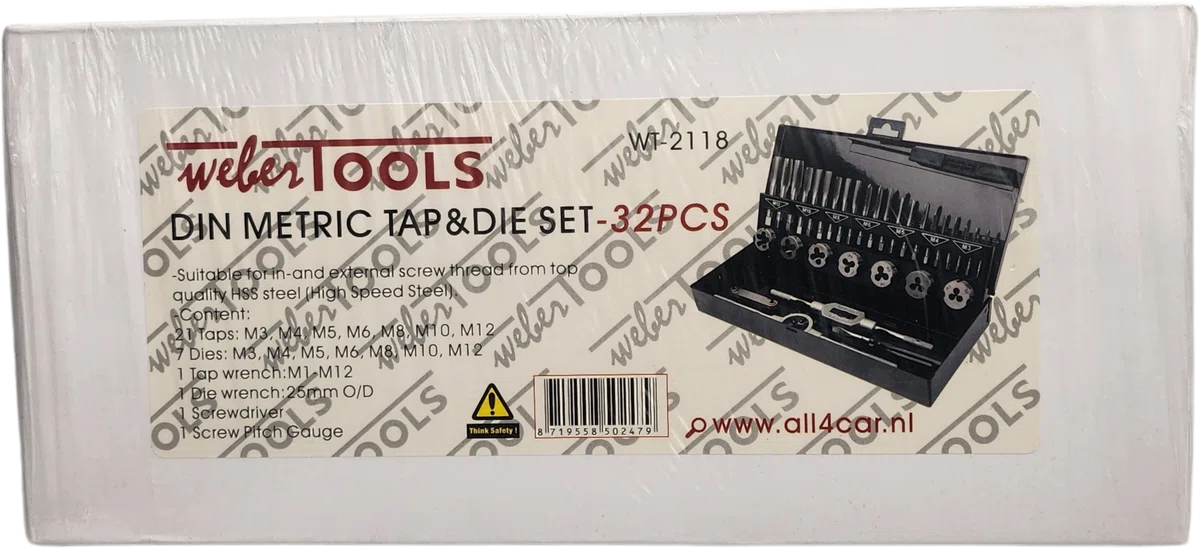 weberTOOLS
WT-2118
DIN METRIC TAP&DIE SET-32PCS
-Suitable for in-and external screw thread from top
quality HSS steel (High Speed Steel).
-Content:
21 Taps: M3, M4, M5, M6, M8, M10, M12
7 Dies: M3, M4, M5, M6, M8, M10, M12
1 Tap wrench:M1-M12
1 Die wrench:25mm O/D
1 Screwdriver
1 Screw Pitch Gauge
Think Safety !
8 719558 502479
www.all4car.nl